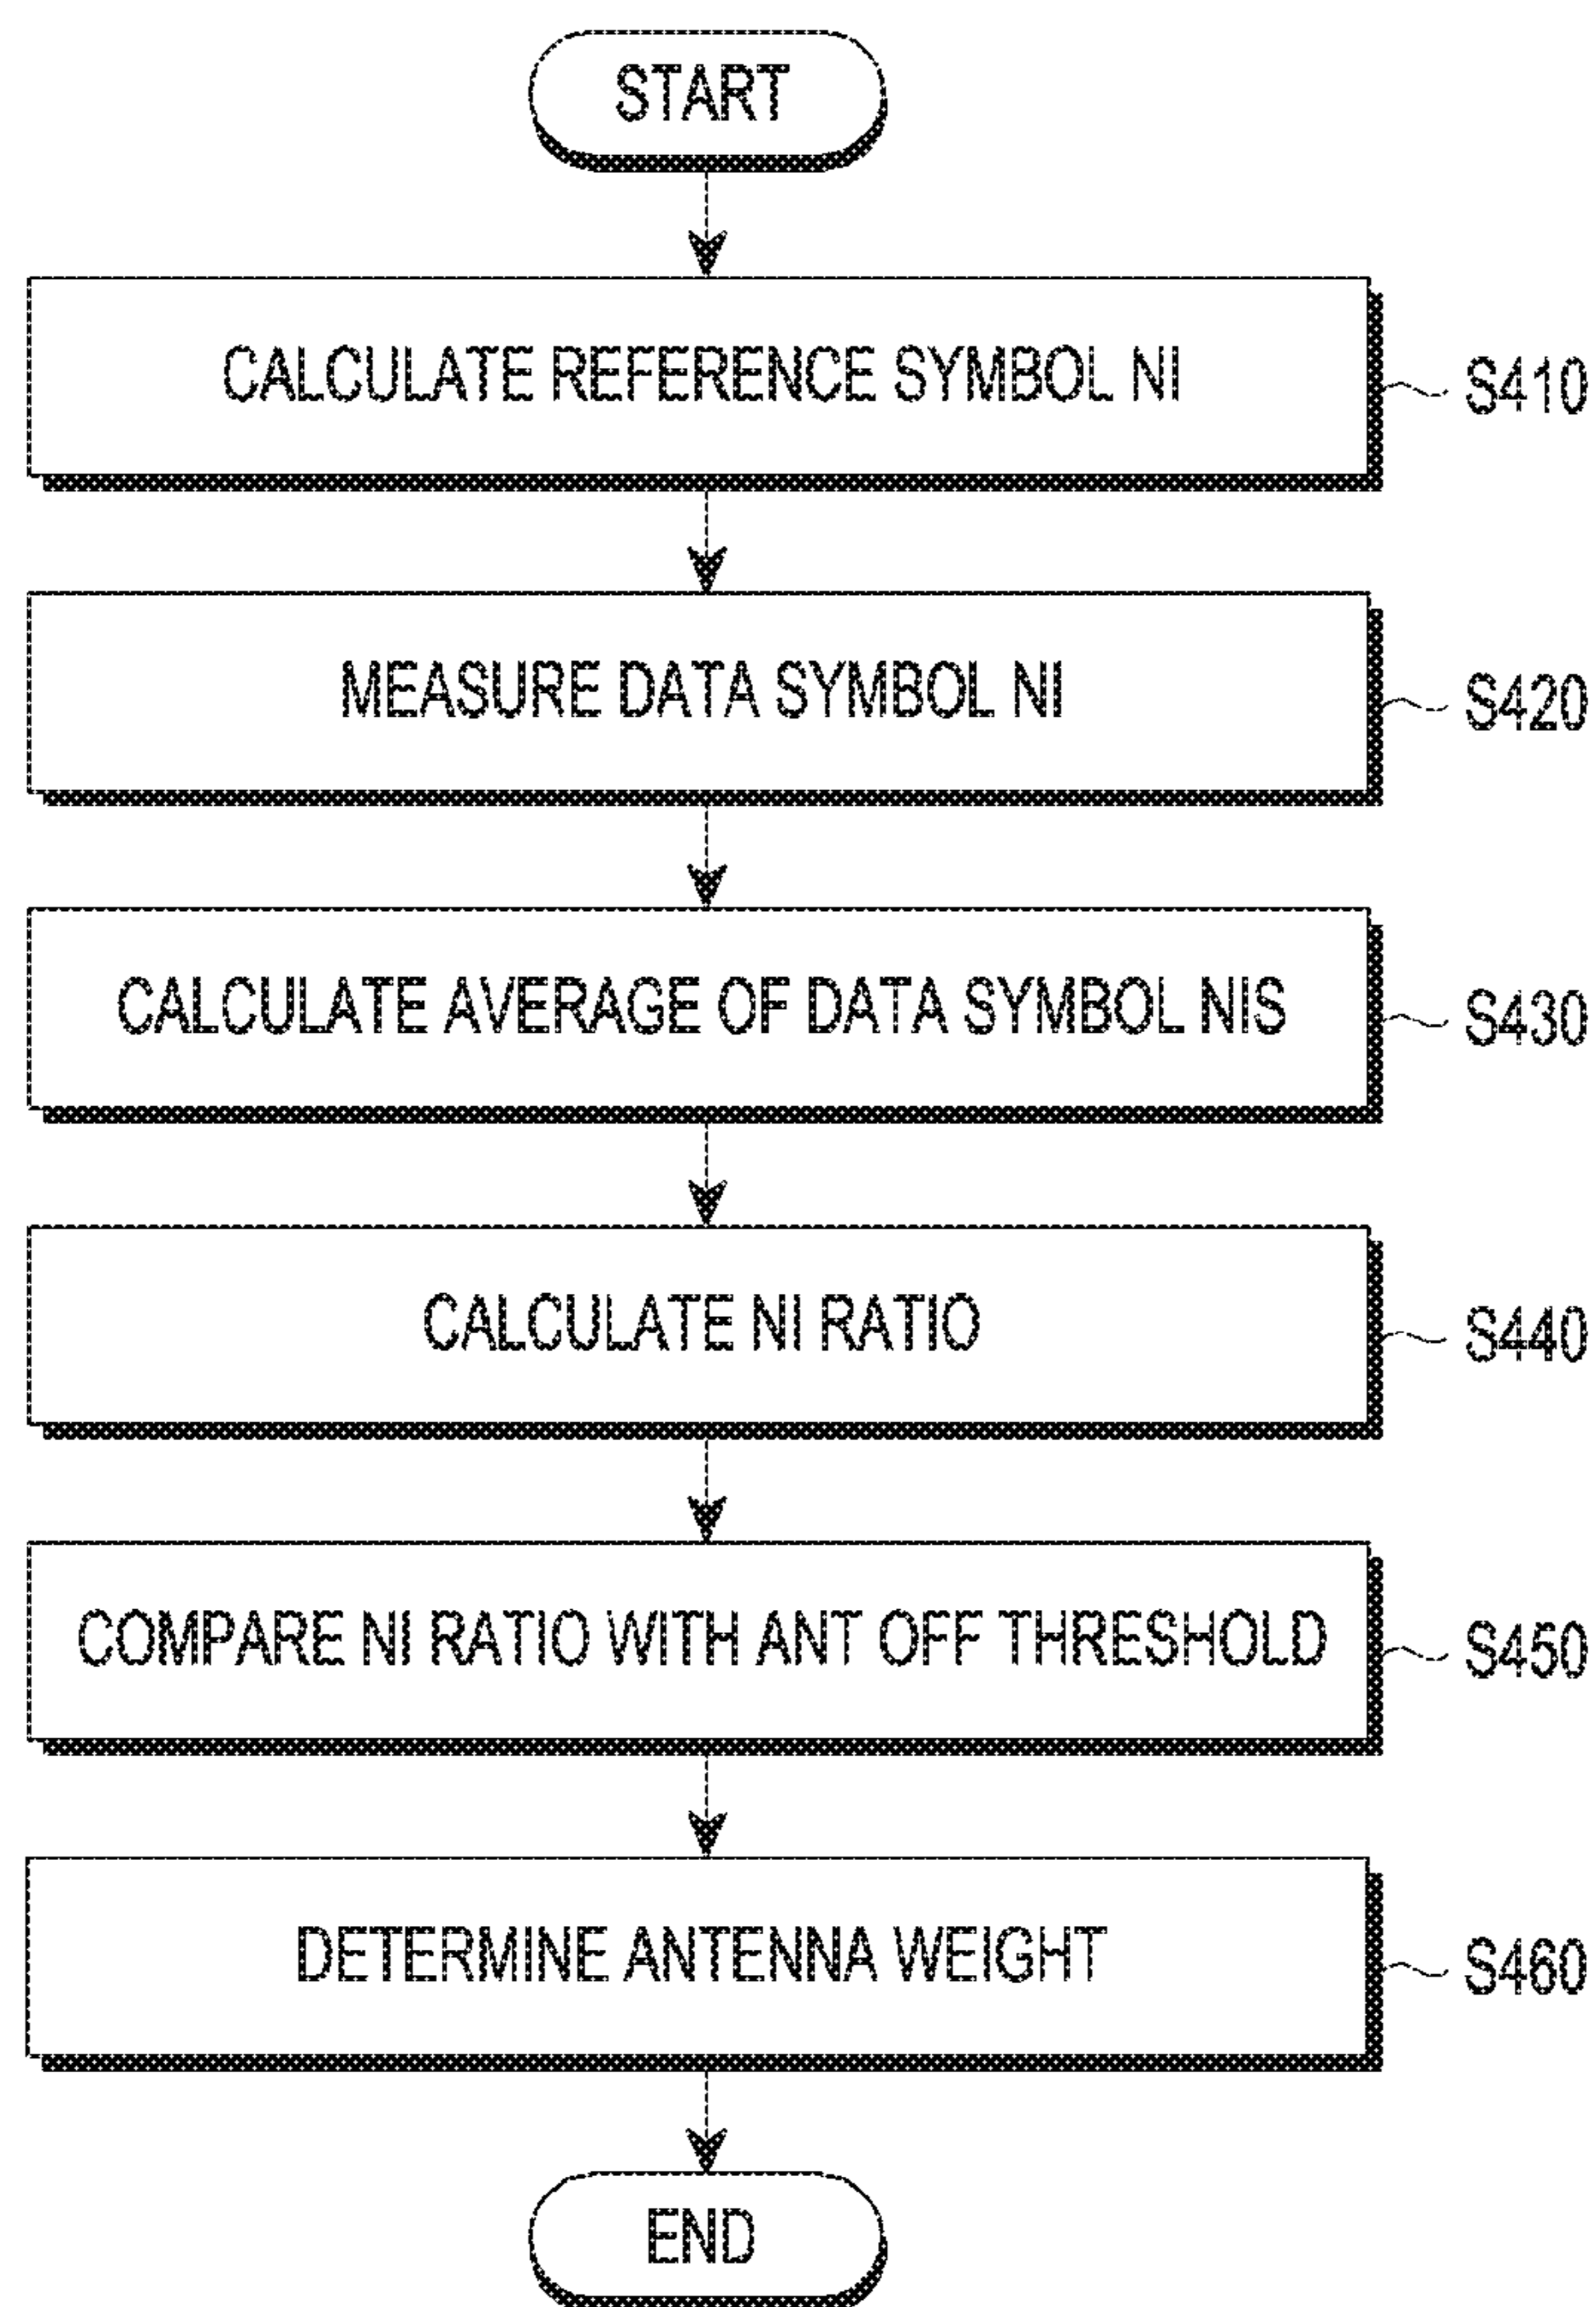 START
CALCULATE REFERENCE SYMBOL NI
S410
MEASURE DATA SYMBOL NI
S420
CALCULATE AVERAGE OF DATA SYMBOL NIS
S430
CALCULATE NI RATIO
S440
COMPARE NI RATIO WITH ANT OFF THRESHOLD
S450
DETERMINE ANTENNA WEIGHT
S460
END